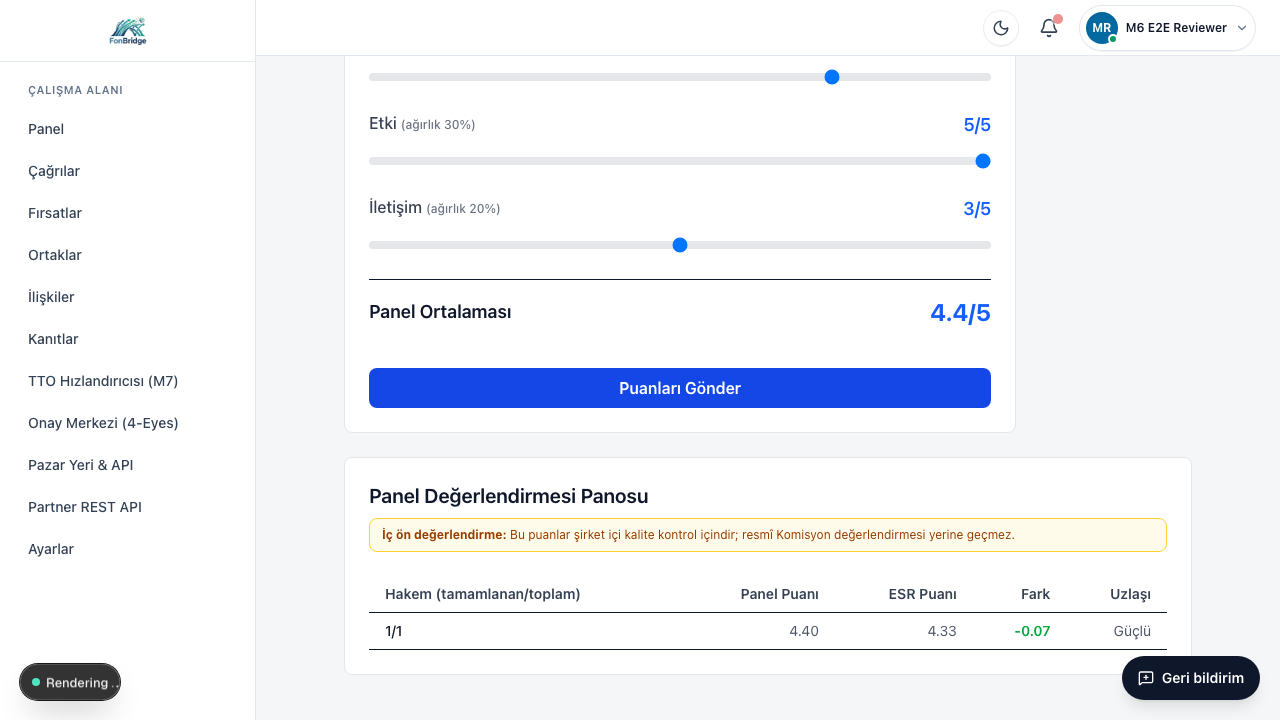 FonBridge
MR
M6 E2E Reviewer
ÇALIŞMA ALANI
Panel
Çağrılar
Fırsatlar
Ortaklar
İlişkiler
Kanıtlar
TTO Hızlandırıcısı (M7)
Onay Merkezi (4-Eyes)
Pazar Yeri & API
Partner REST API
Ayarlar
Rendering ...
Etki (ağırlık 30%) 5/5
İletişim (ağırlık 20%) 3/5
Panel Ortalaması 4.4/5
Puanları Gönder
Panel Değerlendirmesi Panosu
İç ön değerlendirme: Bu puanlar şirket içi kalite kontrol içindir; resmî Komisyon değerlendirmesi yerine geçmez.
Hakem (tamamlanan/toplam) Panel Puanı ESR Puanı Fark Uzlaşı
1/1 4.40 4.33 -0.07 Güçlü
Geri bildirim